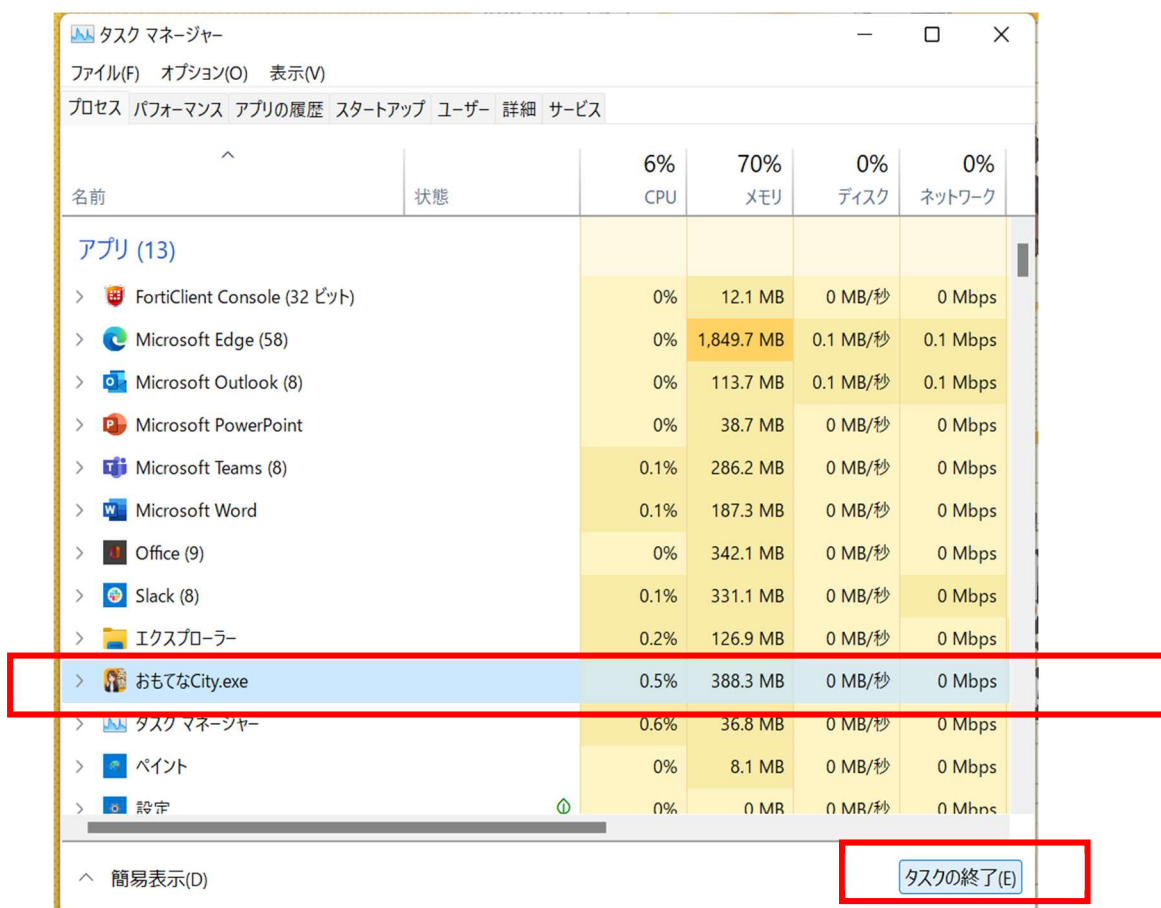 タスク マネージャー
ファイル(F) オプション(O) 表示(V)
プロセス パフォーマンス アプリの履歴 スタートアップ ユーザー 詳細 サービス
6% 70% 0% 0%
名前 状態 CPU メモリ ディスク ネットワーク
アプリ (13)
FortiClient Console (32 ビット) 0% 12.1 MB 0 MB/秒 0 Mbps
Microsoft Edge (58) 0% 1,849.7 MB 0.1 MB/秒 0.1 Mbps
Microsoft Outlook (8) 0% 113.7 MB 0.1 MB/秒 0.1 Mbps
Microsoft PowerPoint 0% 38.7 MB 0 MB/秒 0 Mbps
Microsoft Teams (8) 0.1% 286.2 MB 0 MB/秒 0 Mbps
Microsoft Word 0.1% 187.3 MB 0 MB/秒 0 Mbps
Office (9) 0% 342.1 MB 0 MB/秒 0 Mbps
Slack (8) 0.1% 331.1 MB 0 MB/秒 0 Mbps
エクスプローラー 0.2% 126.9 MB 0 MB/秒 0 Mbps
おもてなCity.exe 0.5% 388.3 MB 0 MB/秒 0 Mbps
タスク マネージャー 0.6% 36.8 MB 0 MB/秒 0 Mbps
ペイント 0% 8.1 MB 0 MB/秒 0 Mbps
設定 0% 0 MB 0 MB/秒 0 Mbps
簡易表示(D) タスクの終了(E)